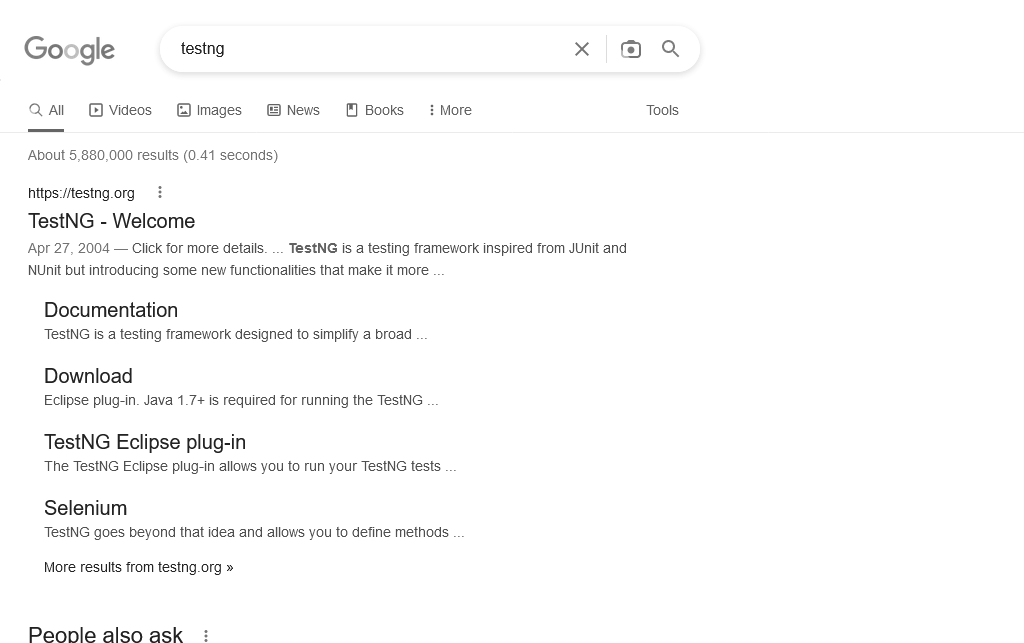 Google
testng
All
Videos
Images
News
Books
More
Tools
About 5,880,000 results (0.41 seconds)
https://testng.org
TestNG - Welcome
Apr 27, 2004 — Click for more details. ... TestNG is a testing framework inspired from JUnit and
NUnit but introducing some new functionalities that make it more ...
Documentation
TestNG is a testing framework designed to simplify a broad ...
Download
Eclipse plug-in. Java 1.7+ is required for running the TestNG ...
TestNG Eclipse plug-in
The TestNG Eclipse plug-in allows you to run your TestNG tests ...
Selenium
TestNG goes beyond that idea and allows you to define methods ...
More results from testng.org »
People also ask